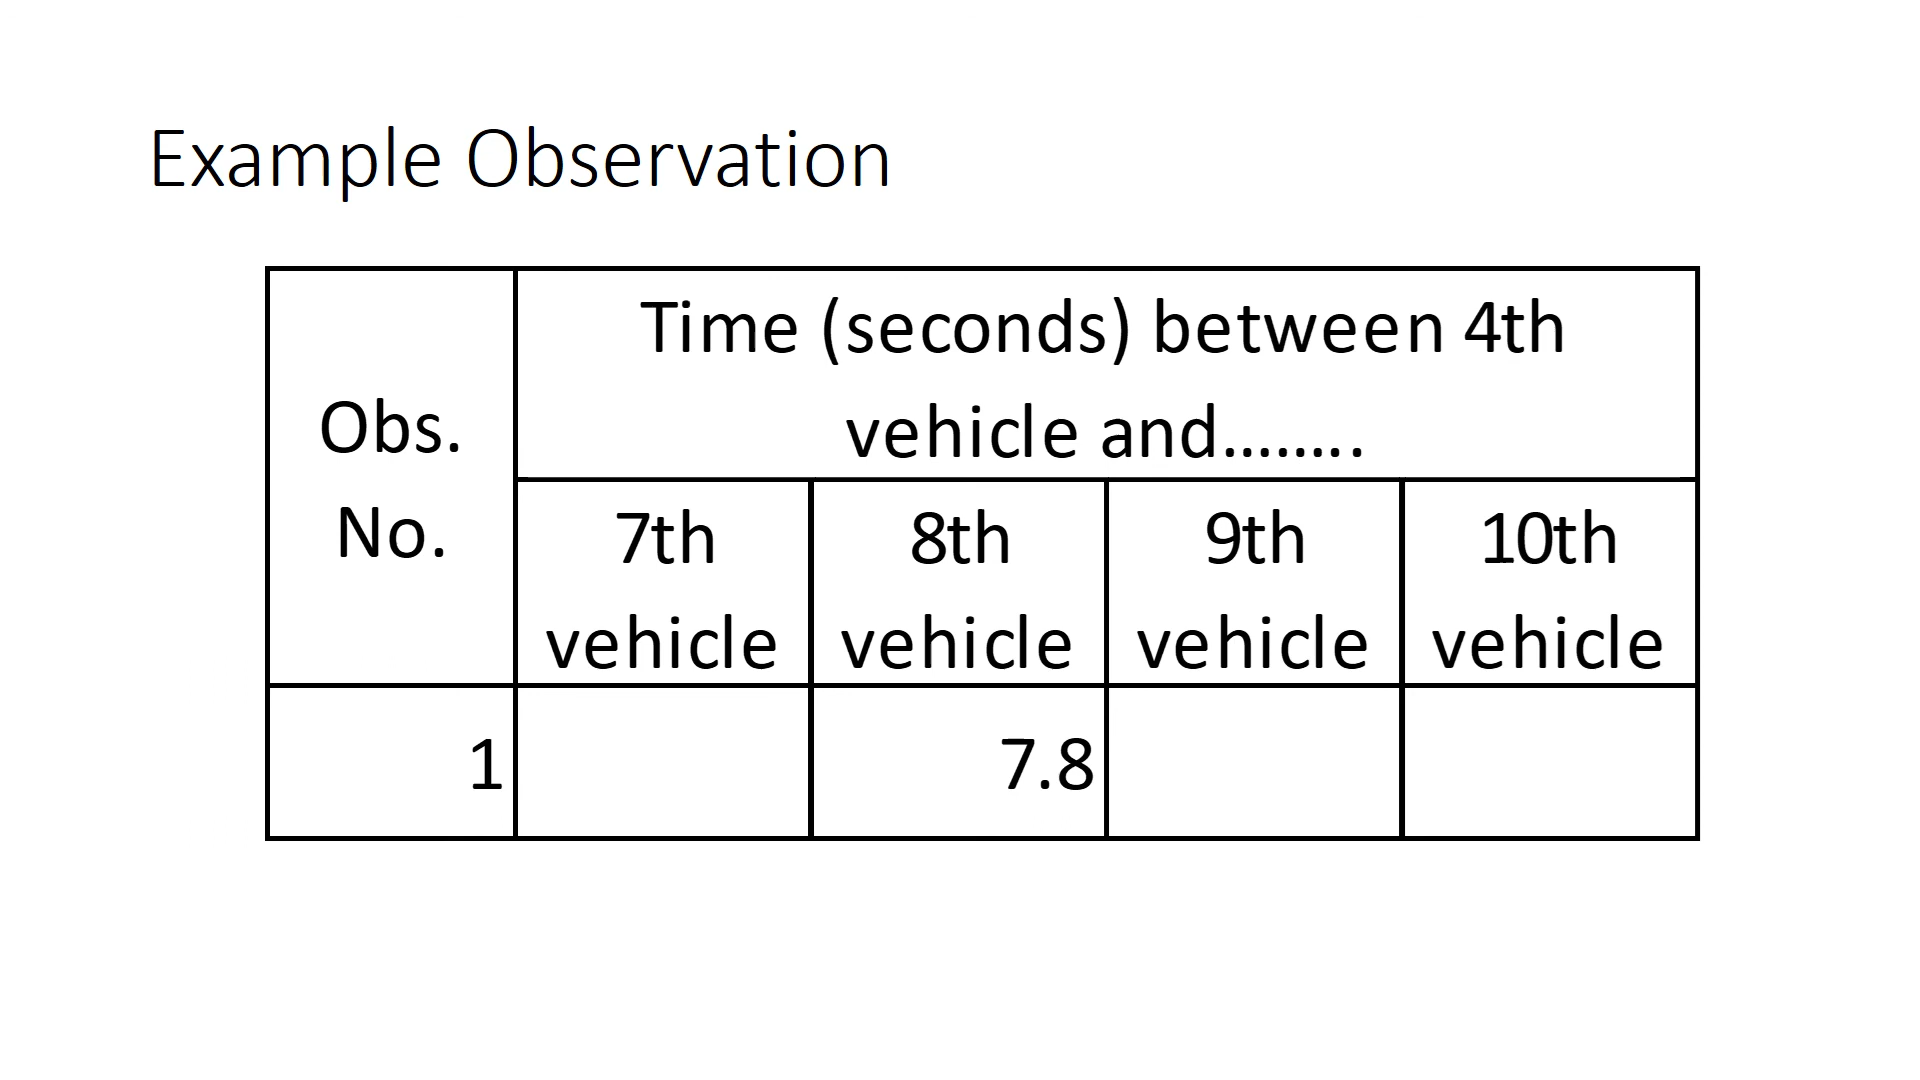 Example Observation
Time (seconds) between 4th
vehicle and........
Obs.
No.
7th
vehicle
8th
vehicle
9th
vehicle
10th
vehicle
1
7.8